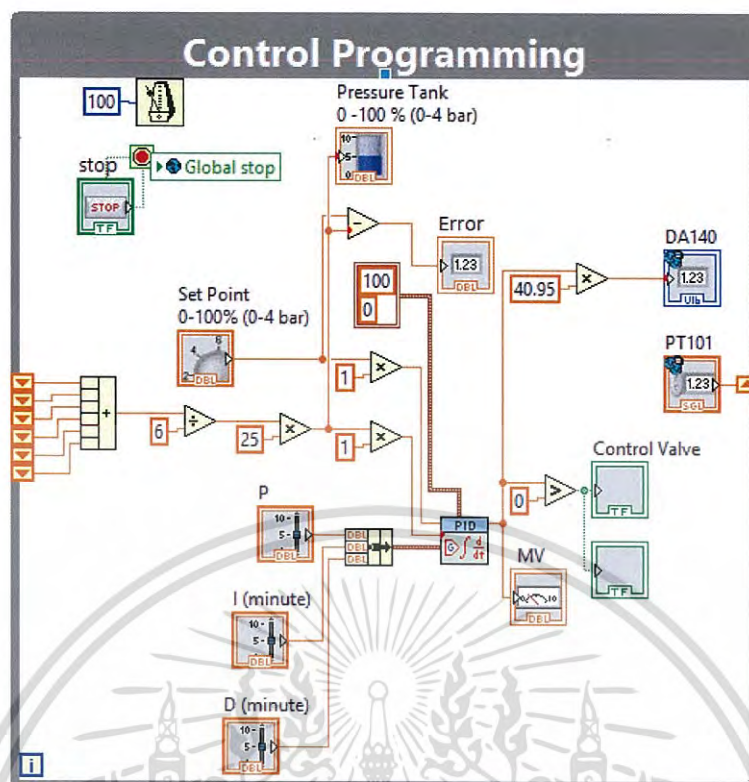 Control Programming
100
Pressure Tank
0 -100 % (0-4 bar)
10
5
0
DBL
stop
Global stop
STOP
TF
Error
1.23
DBL
DA140
1.23
U16
40.95
100
0
Set Point
0-100% (0-4 bar)
2
4
6
DBL
PT101
1.23
SGL
1
6
25
1
Control Valve
0
TF
TF
P
10
5
DBL
DBL
DBL
DBL
PID
d
dt
MV
0
10
DBL
I (minute)
10
5
DBL
D (minute)
10
5
DBL
i